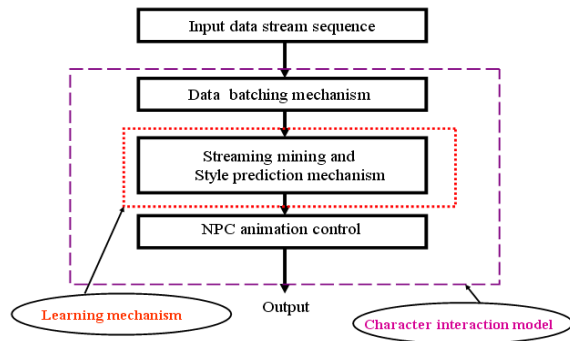 Input data stream sequence
Data batching mechanism
Streaming mining and
Style prediction mechanism
NPC animation control
Output
Learning mechanism
Character interaction model